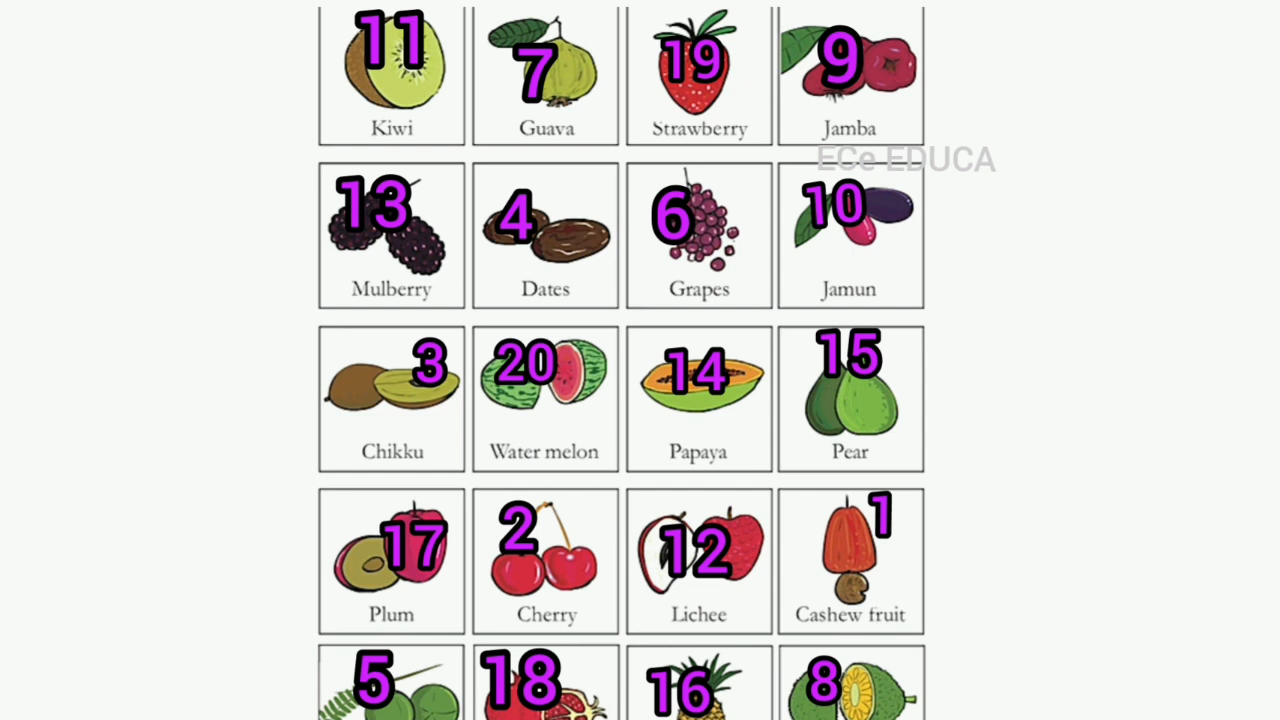 11 7 19 9
Kiwi Guava Strawberry Jamba
ECe EDUCA
13 4 6 10
Mulberry Dates Grapes Jamun
3 20 14 15
Chikku Water melon Papaya Pear
17 2 12 1
Plum Cherry Lichee Cashew fruit
5 18 16 8